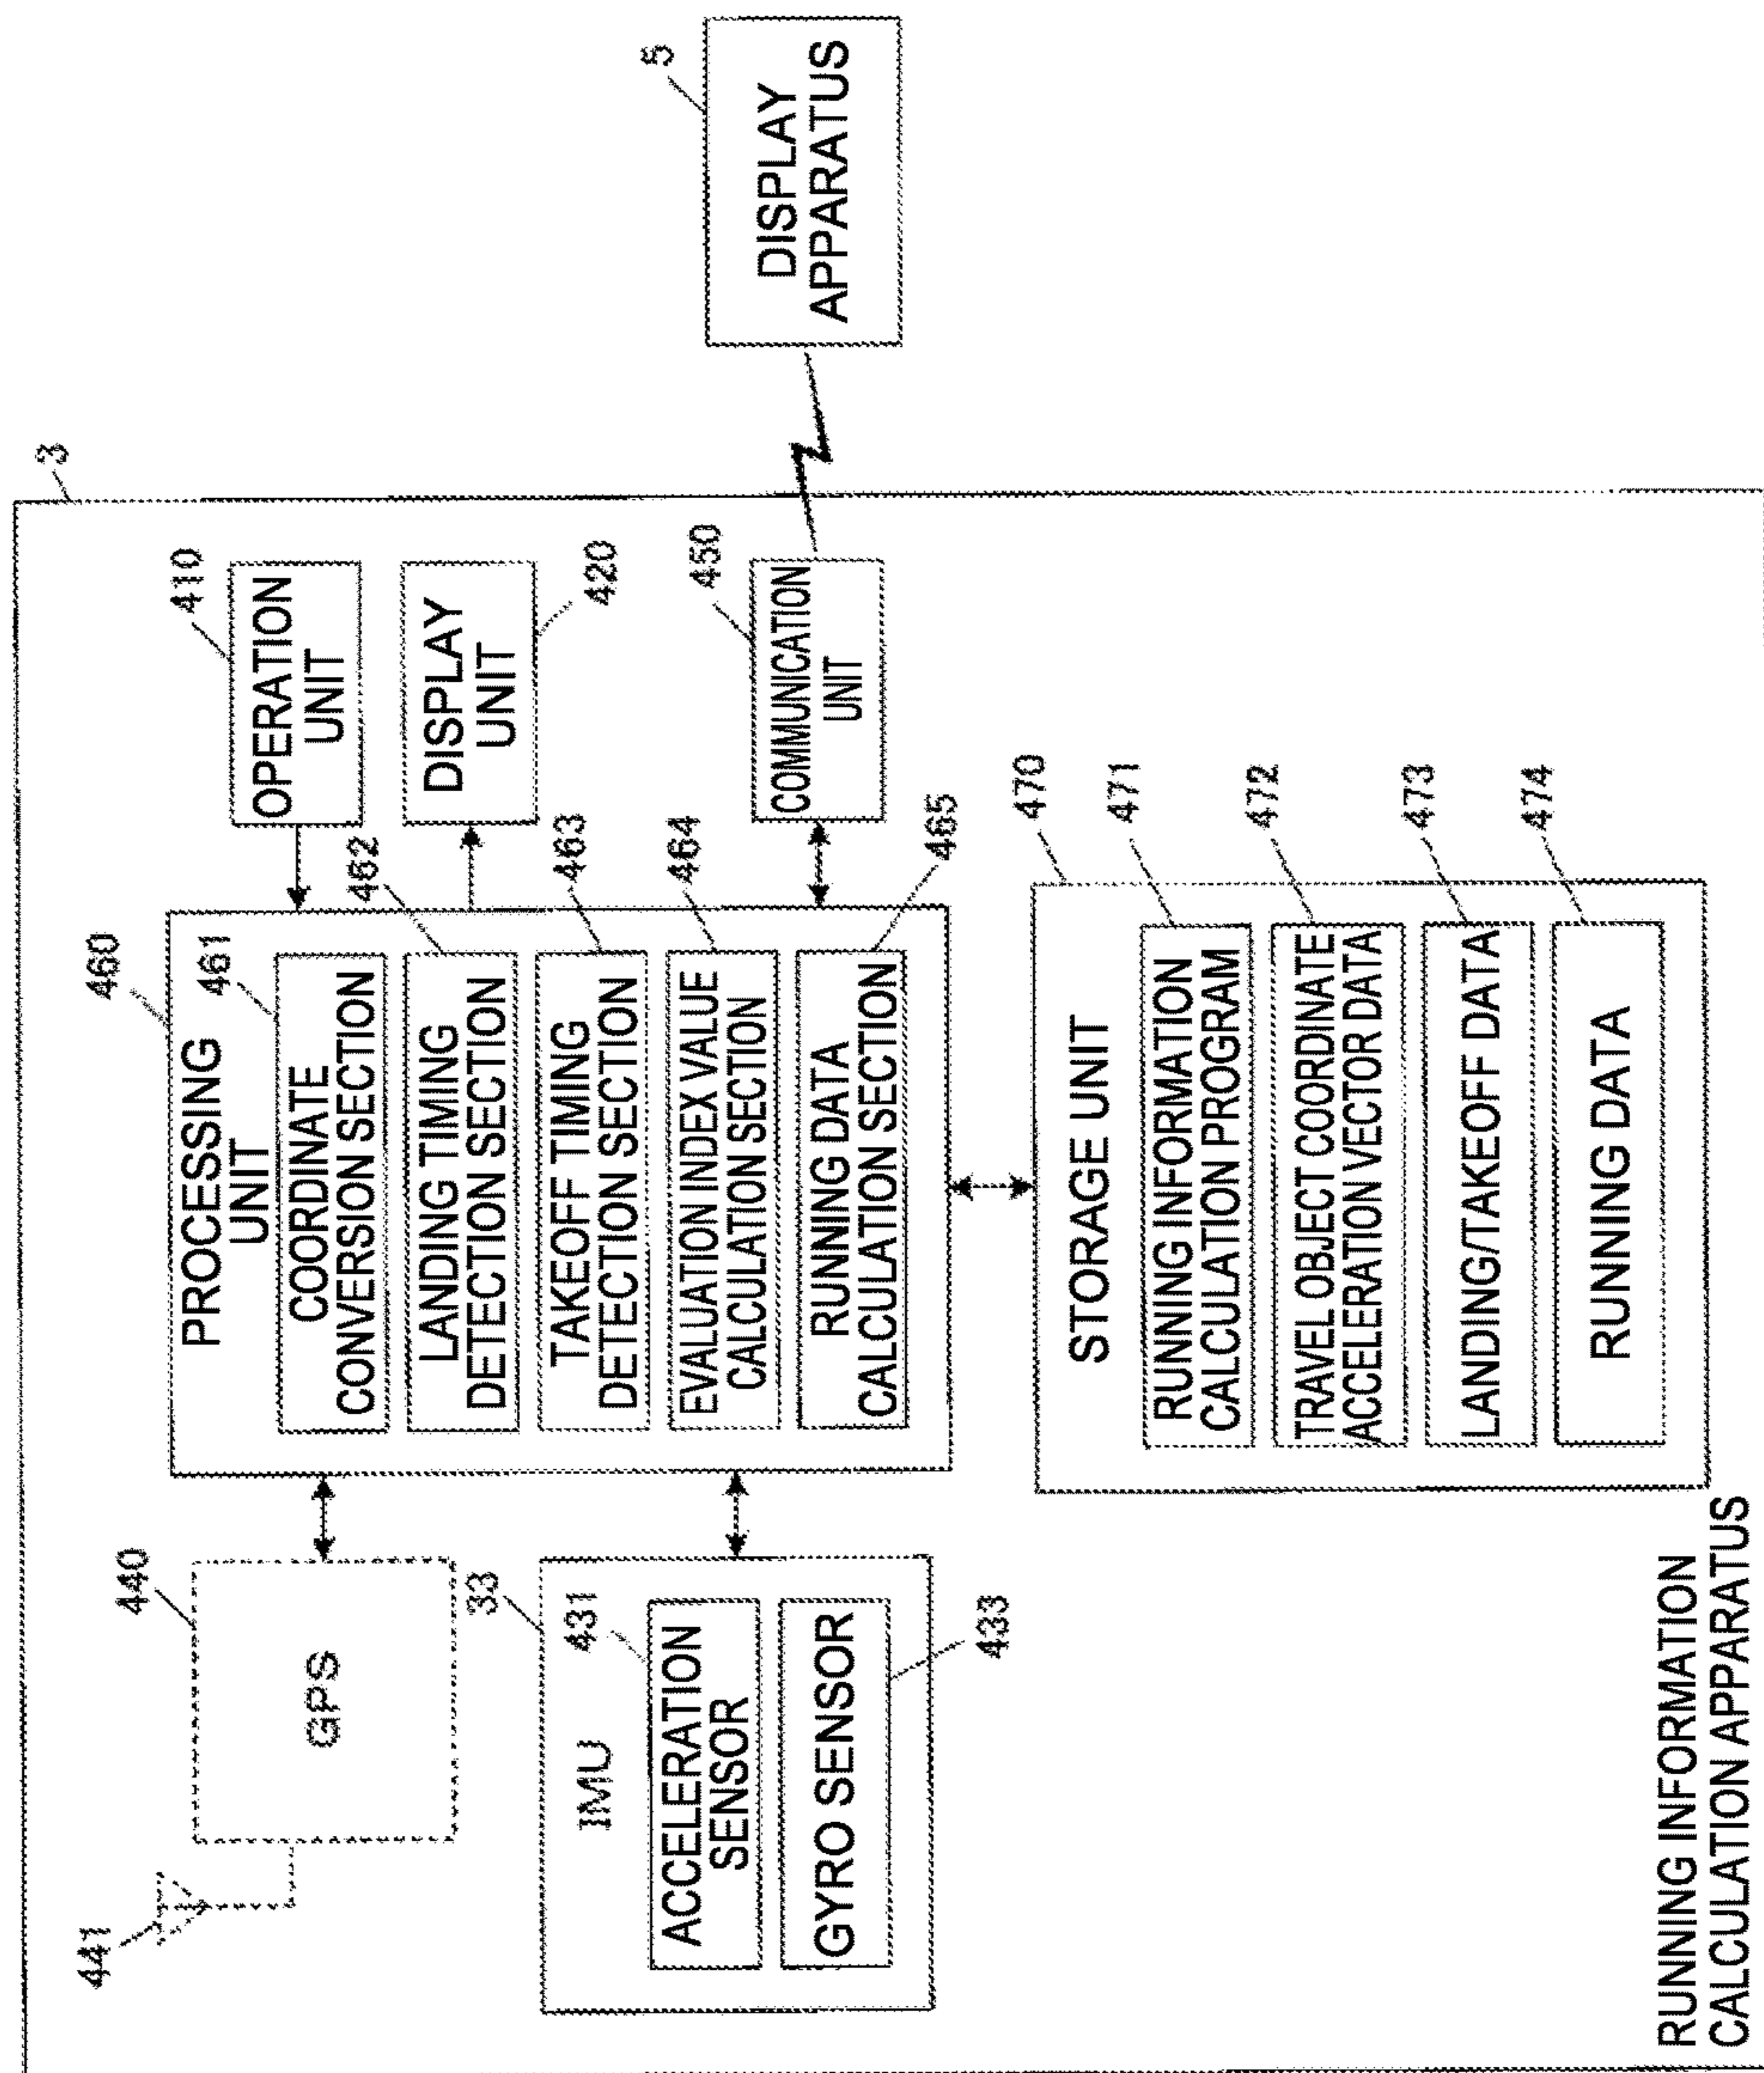 3
5
DISPLAY
APPARATUS
441
440
GPS
33
IMU
431
ACCELERATION
SENSOR
GYRO SENSOR
433
460
PROCESSING
UNIT
461
COORDINATE
CONVERSION SECTION
462
LANDING TIMING
DETECTION SECTION
463
TAKEOFF TIMING
DETECTION SECTION
464
EVALUATION INDEX VALUE
CALCULATION SECTION
465
RUNNING DATA
CALCULATION SECTION
410
OPERATION
UNIT
DISPLAY
UNIT
420
450
COMMUNICATION
UNIT
470
STORAGE UNIT
471
RUNNING INFORMATION
CALCULATION PROGRAM
472
TRAVEL OBJECT COORDINATE
ACCELERATION VECTOR DATA
473
LANDING/TAKEOFF DATA
474
RUNNING DATA
RUNNING INFORMATION
CALCULATION APPARATUS